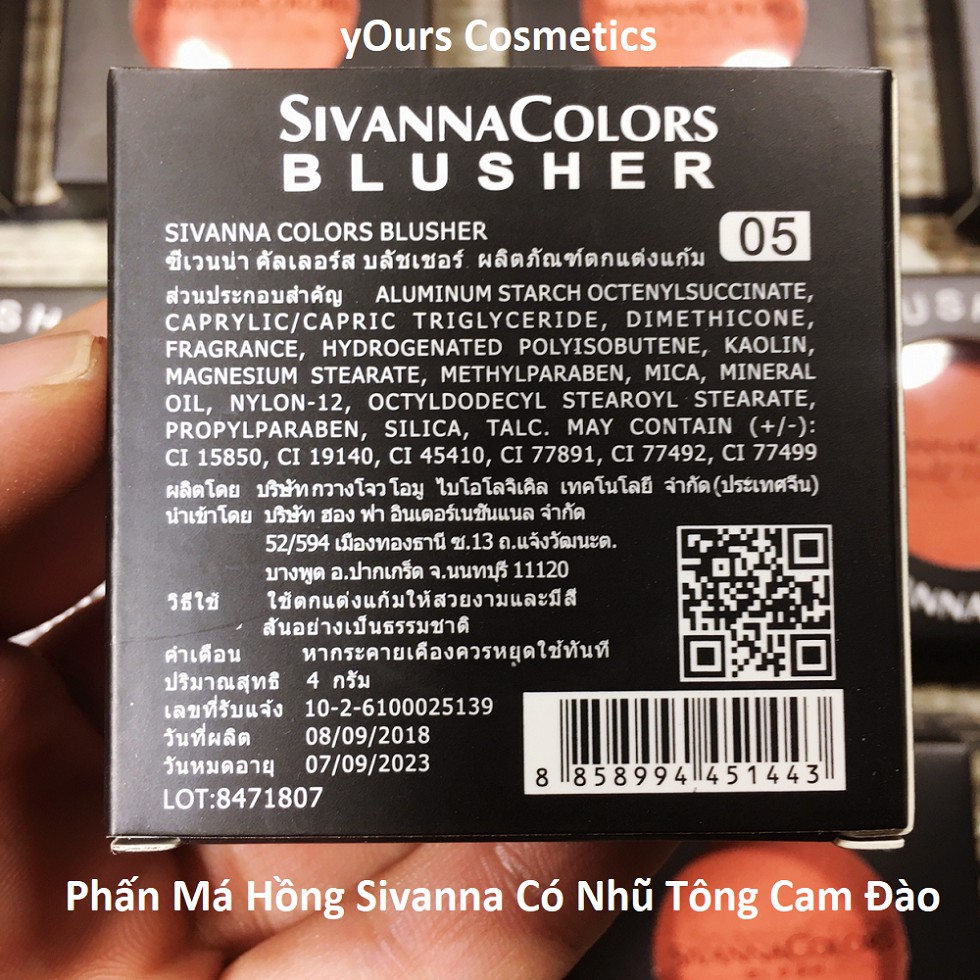 yOurs Cosmetics
SIVANNACOLORS
BLUSHER
SIVANNA COLORS BLUSHER
05
ซีเวนน่า คัลเลอร์ส บลัชเชอร์ ผลิตภัณฑ์ตกแต่งแก้ม
ส่วนประกอบสำคัญ ALUMINUM STARCH OCTENYLSUCCINATE,
CAPRYLIC/CAPRIC TRIGLYCERIDE, DIMETHICONE,
FRAGRANCE, HYDROGENATED POLYISOBUTENE, KAOLIN,
MAGNESIUM STEARATE, METHYLPARABEN, MICA, MINERAL
OIL, NYLON-12, OCTYLDODECYL STEAROYL STEARATE,
PROPYLPARABEN, SILICA, TALC. MAY CONTAIN (+/-):
CI 15850, CI 19140, CI 45410, CI 77891, CI 77492, CI 77499
ผลิตโดย บริษัท กวางโจว โอมู ไบโอโลจิเคิล เทคโนโลยี จำกัด (ประเทศจีน)
นำเข้าโดย บริษัท ฮอง ฟา อินเตอร์เนชันแนล จำกัด
52/594 เมืองทองธานี ซ.13 ถ.แจ้งวัฒนะต.
บางพูด อ.ปากเกร็ด จ.นนทบุรี 11120
วิธีใช้ ใช้ตกแต่งแก้มให้สวยงามและมีสี
สันอย่างเป็นธรรมชาติ
คำเตือน หากระคายเคืองควรหยุดใช้ทันที
ปริมาณสุทธิ 4 กรัม
เลขที่รับแจ้ง 10-2-6100025139
วันที่ผลิต 08/09/2018
วันหมดอายุ 07/09/2023
LOT:8471807
8 858994 451443
Phấn Má Hồng Sivanna Có Nhũ Tông Cam Đào